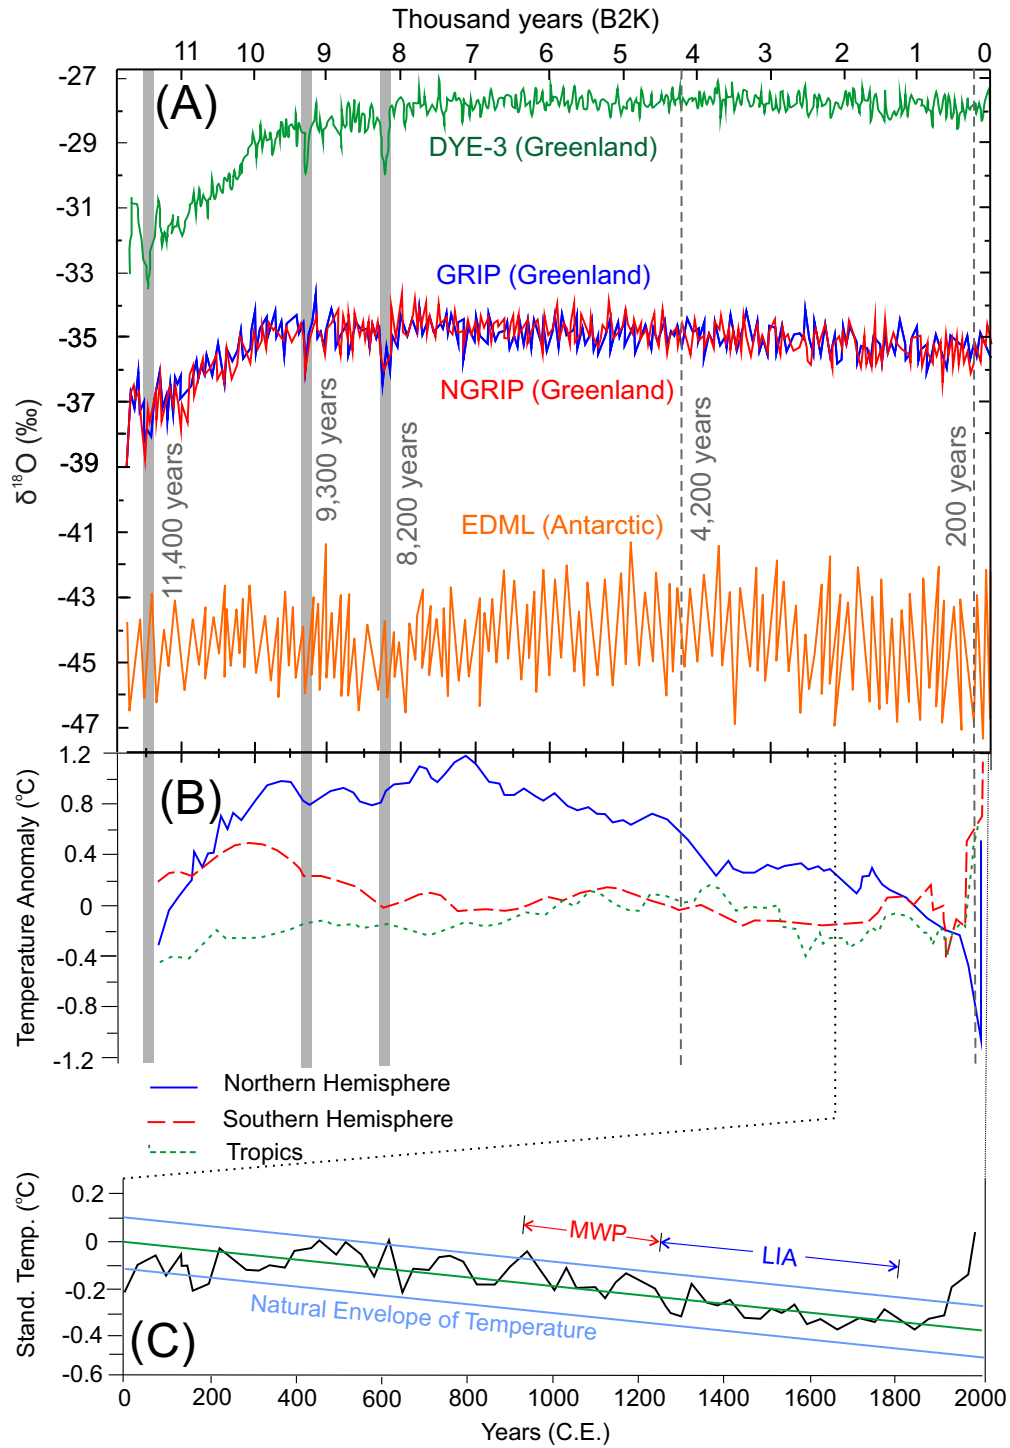 Thousand years (B2K)
11 10 9 8 7 6 5 4 3 2 1 0
(A)
-27
-29
-31
-33
-35
-37
-39
-41
-43
-45
-47
δ¹⁸O (‰)
DYE-3 (Greenland)
GRIP (Greenland)
NGRIP (Greenland)
EDML (Antarctic)
11,400 years
9,300 years
8,200 years
4,200 years
200 years
(B)
1.2
0.8
0.4
0
-0.4
-0.8
-1.2
Temperature Anomaly (°C)
Northern Hemisphere
Southern Hemisphere
Tropics
0.2
0
-0.2
-0.4
-0.6
Stand. Temp. (°C)
MWP
LIA
Natural Envelope of Temperature
(C)
0 200 400 600 800 1000 1200 1400 1600 1800 2000
Years (C.E.)